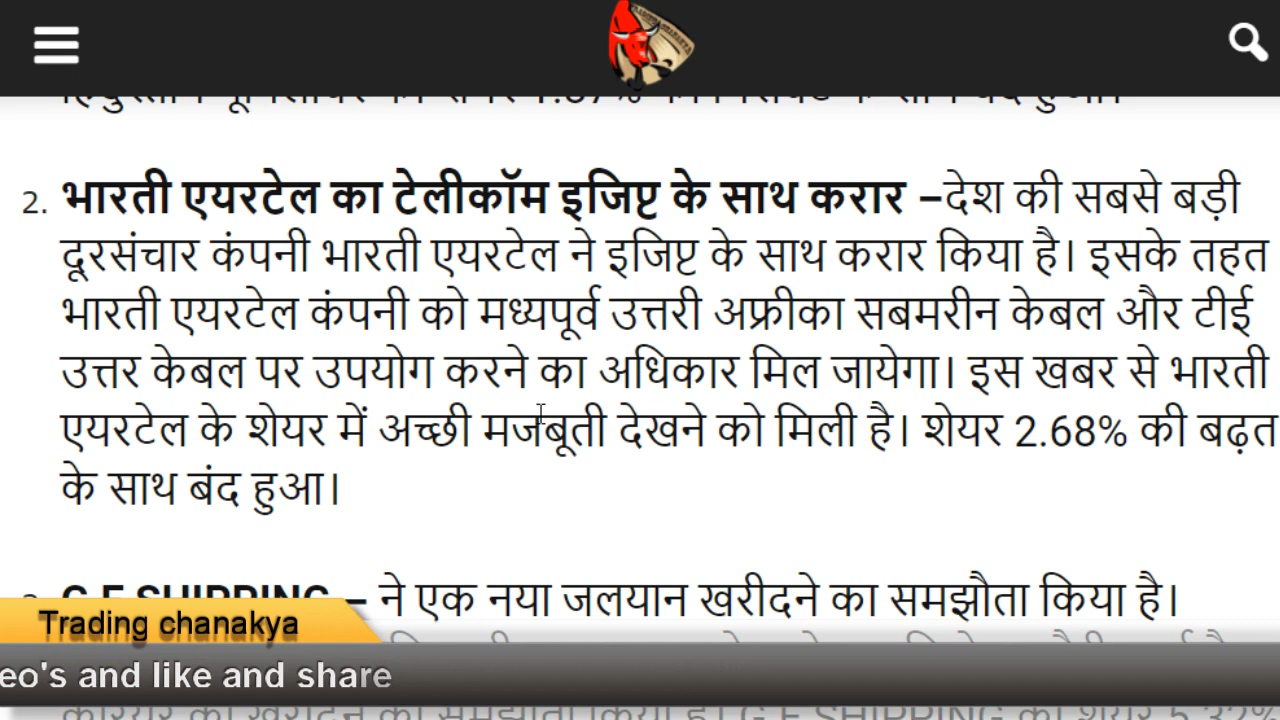 2. भारती एयरटेल का टेलीकॉम इजिप्ट के साथ करार –देश की सबसे बड़ी
दूरसंचार कंपनी भारती एयरटेल ने इजिप्ट के साथ करार किया है। इसके तहत
भारती एयरटेल कंपनी को मध्यपूर्व उत्तरी अफ्रीका सबमरीन केबल और टीई
उत्तर केबल पर उपयोग करने का अधिकार मिल जायेगा। इस खबर से भारती
एयरटेल के शेयर में अच्छी मजबूती देखने को मिली है। शेयर 2.68% की बढ़त
के साथ बंद हुआ।
G E SHIPPING – ने एक नया जलयान खरीदने का समझौता किया है।
Trading chanakya
eo's and like and share